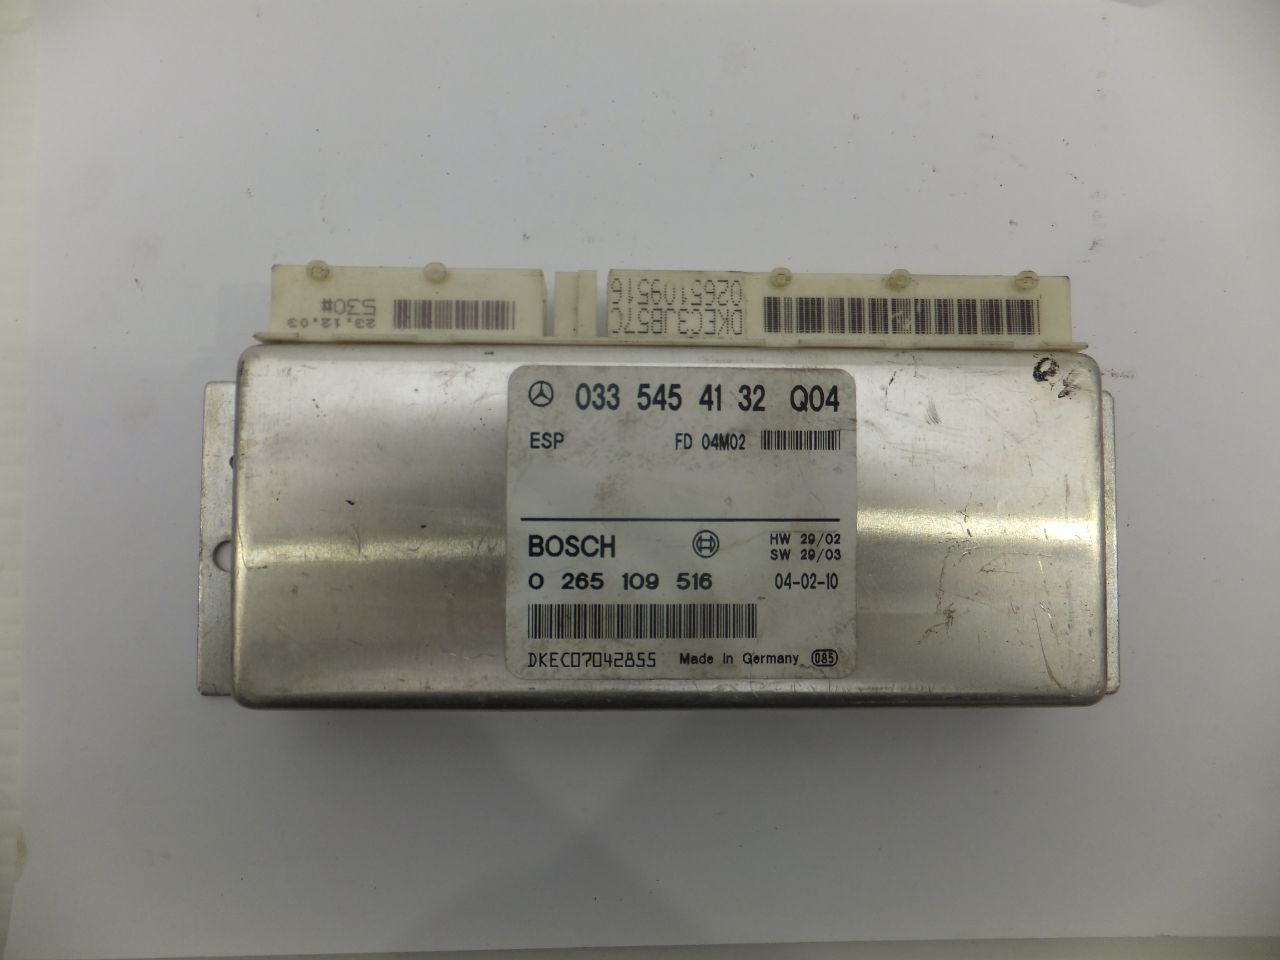 530#
23.12.03
0265109516
DKEC3JB57C
033 545 41 32 Q04
ESP FD 04M02
BOSCH HW 29/02
SW 29/03
0 265 109 516 04-02-10
DKEC07042855 Made in Germany 085